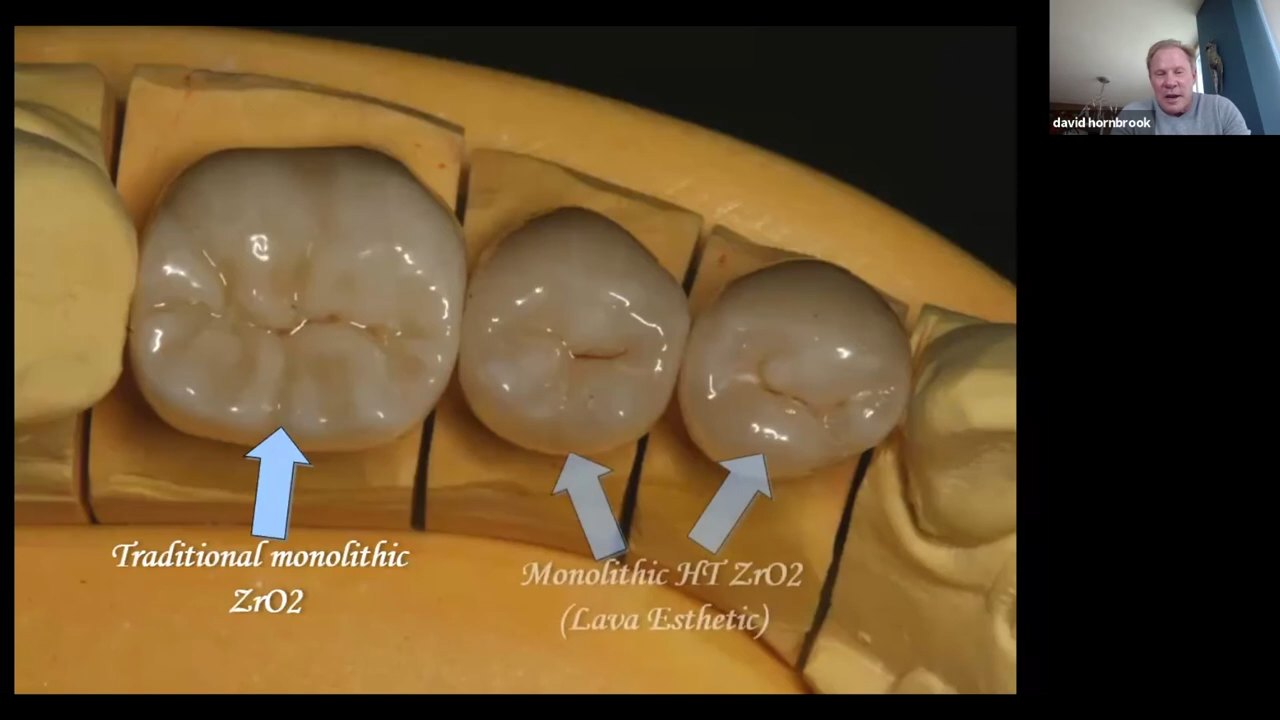 david hornbrook
Traditional monolithic
ZrO2
Monolithic HT ZrO2
(Lava Esthetic)